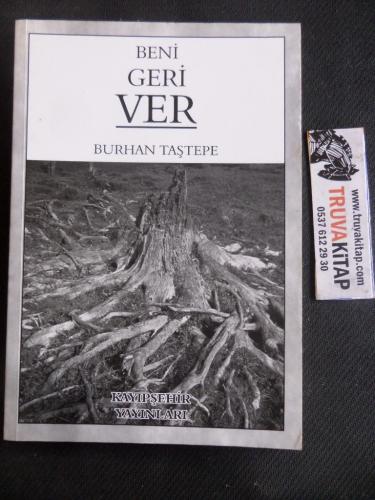 BENİ
GERİ
VER
BURHAN TAŞTEPE
KAYIPŞEHİR
YAYINLARI
www.truvakitap.com
TRUVAKİTAP
0537 612 29 30